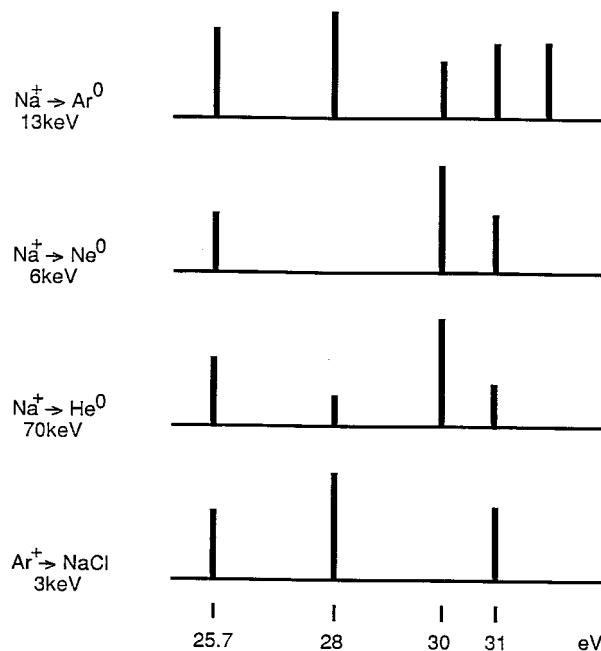 Na⁺ → Ar⁰
13keV
Na⁺ → Ne⁰
6keV
Na⁺ → He⁰
70keV
Ar⁺ → NaCl
3keV
25.7 28 30 31 eV